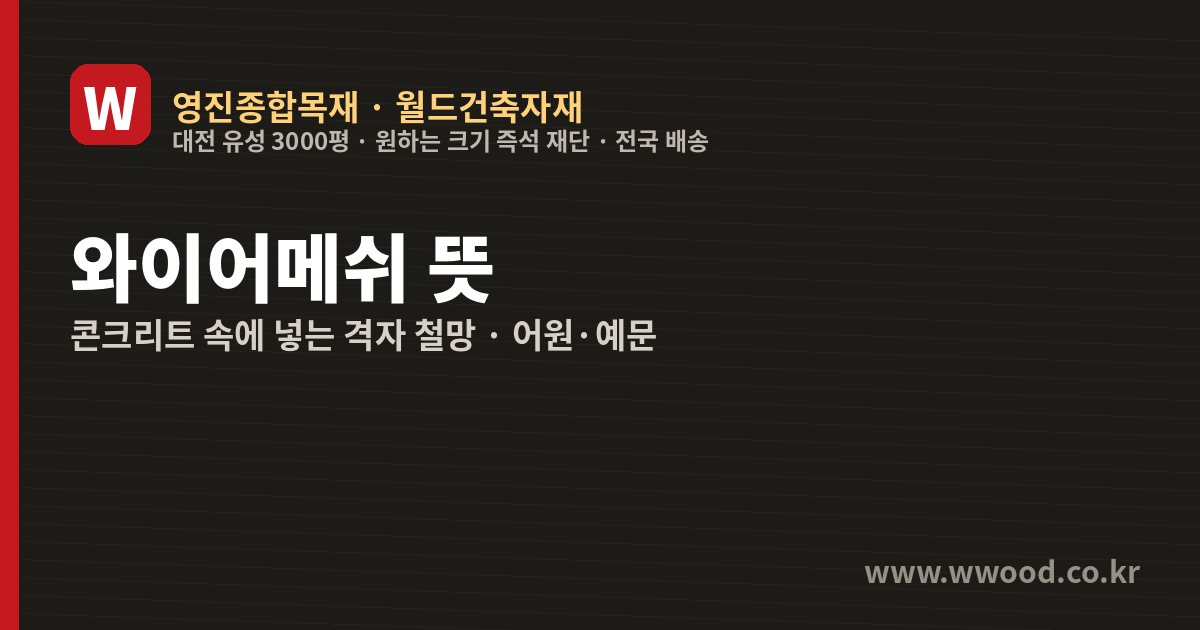 W
영진종합목재 · 월드건축자재
대전 유성 3000평 · 원하는 크기 즉석 재단 · 전국 배송
와이어메쉬 뜻
콘크리트 속에 넣는 격자 철망 · 어원·예문
www.wwood.co.kr